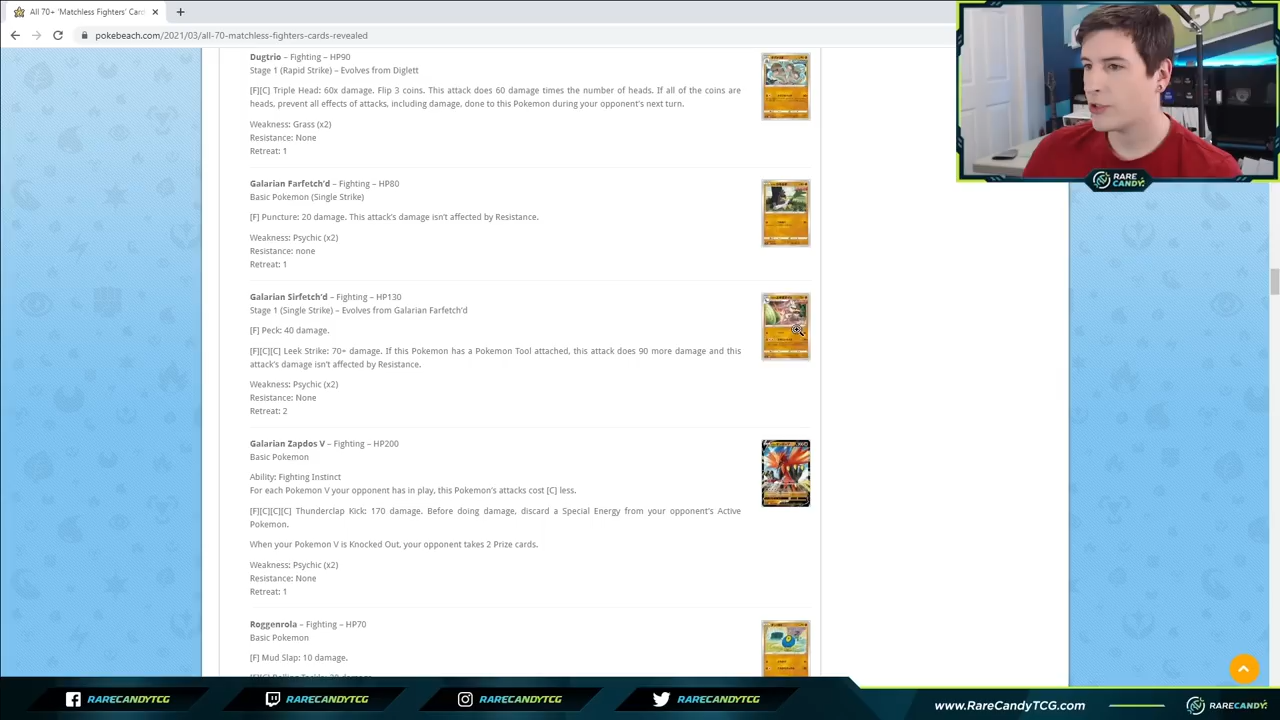 All 70+ 'Matchless Fighters' Card
pokebeach.com/2021/03/all-70-matchless-fighters-cards-revealed
Dugtrio – Fighting – HP90
Stage 1 (Rapid Strike) – Evolves from Diglett
[F][C] Triple Head: 60x damage. Flip 3 coins. This attack does 60 damage times the number of heads. If all of the coins are
heads, prevent all effects of attacks, including damage, done to this Pokemon during your opponent's next turn.
Weakness: Grass (x2)
Resistance: None
Retreat: 1
Galarian Farfetch'd – Fighting – HP80
Basic Pokemon (Single Strike)
[F] Puncture: 20 damage. This attack's damage isn't affected by Resistance.
Weakness: Psychic (x2)
Resistance: none
Retreat: 1
Galarian Sirfetch'd – Fighting – HP130
Stage 1 (Single Strike) – Evolves from Galarian Farfetch'd
[F] Peck: 40 damage.
[F][C][C] Leek Strike: 70+ damage. If this Pokemon has a Pokemon Tool attached, this attack does 90 more damage and this
attack's damage isn't affected by Resistance.
Weakness: Psychic (x2)
Resistance: None
Retreat: 2
Galarian Zapdos V – Fighting – HP200
Basic Pokemon
Ability: Fighting Instinct
For each Pokemon V your opponent has in play, this Pokemon's attacks cost [C] less.
[F][C][C][C] Thunderclap Kick: 170 damage. Before doing damage, discard a Special Energy from your opponent's Active
Pokemon.
When your Pokemon V is Knocked Out, your opponent takes 2 Prize cards.
Weakness: Psychic (x2)
Resistance: None
Retreat: 1
Roggenrola – Fighting – HP70
Basic Pokemon
[F] Mud Slap: 10 damage.
RARE
CANDY
RARECANDYTCG
RARECANDYTCG
RARECANDYTCG
RARECANDYTCG
www.RareCandyTCG.com
RARECANDY